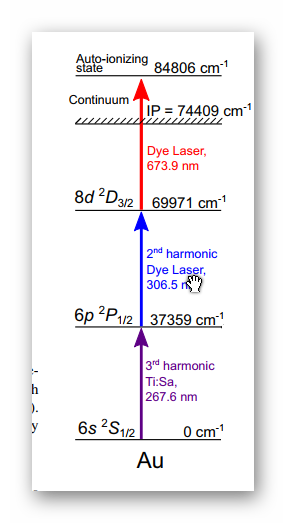 Auto-ionizing
state 84806 cm-1
Continuum
IP = 74409 cm-1
Dye Laser,
673.9 nm
8d 2D3/2 69971 cm-1
2nd harmonic
Dye Laser,
306.5 nm
6p 2P1/2 37359 cm-1
3rd harmonic
Ti:Sa,
267.6 nm
6s 2S1/2 0 cm-1
Au
e-
h
).
y